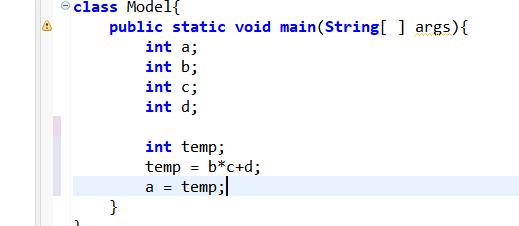 class Model{
public static void main(String[ ] args){
int a;
int b;
int c;
int d;
int temp;
temp = b*c+d;
a = temp;
}
}